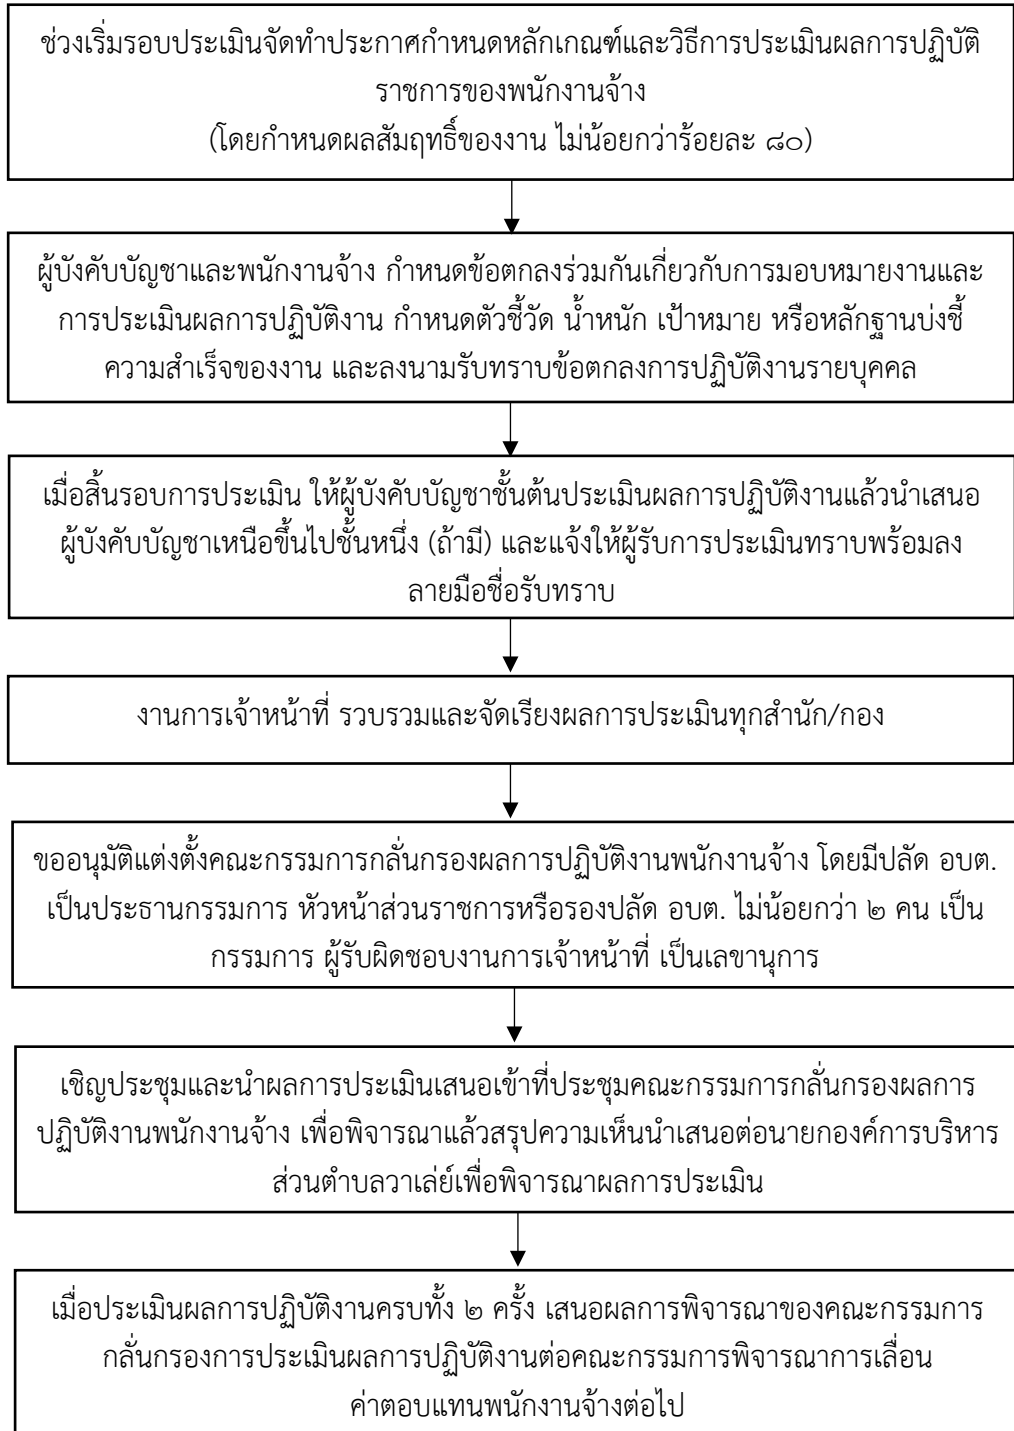 ช่วงเริ่มรอบประเมินจัดทำประกาศกำหนดหลักเกณฑ์และวิธีการประเมินผลการปฏิบัติ
ราชการของพนักงานจ้าง
(โดยกำหนดผลสัมฤทธิ์ของงาน ไม่น้อยกว่าร้อยละ ๘๐)
ผู้บังคับบัญชาและพนักงานจ้าง กำหนดข้อตกลงร่วมกันเกี่ยวกับการมอบหมายงานและ
การประเมินผลการปฏิบัติงาน กำหนดตัวชี้วัด น้ำหนัก เป้าหมาย หรือหลักฐานบ่งชี้
ความสำเร็จของงาน และลงนามรับทราบข้อตกลงการปฏิบัติงานรายบุคคล
เมื่อสิ้นรอบการประเมิน ให้ผู้บังคับบัญชาชั้นต้นประเมินผลการปฏิบัติงานแล้วนำเสนอ
ผู้บังคับบัญชาเหนือขึ้นไปชั้นหนึ่ง (ถ้ามี) และแจ้งให้ผู้รับการประเมินทราบพร้อมลง
ลายมือชื่อรับทราบ
งานการเจ้าหน้าที่ รวบรวมและจัดเรียงผลการประเมินทุกสำนัก/กอง
ขออนุมัติแต่งตั้งคณะกรรมการกลั่นกรองผลการปฏิบัติงานพนักงานจ้าง โดยมีปลัด อบต.
เป็นประธานกรรมการ หัวหน้าส่วนราชการหรือรองปลัด อบต. ไม่น้อยกว่า ๒ คน เป็น
กรรมการ ผู้รับผิดชอบงานการเจ้าหน้าที่ เป็นเลขานุการ
เชิญประชุมและนำผลการประเมินเสนอเข้าที่ประชุมคณะกรรมการกลั่นกรองผลการ
ปฏิบัติงานพนักงานจ้าง เพื่อพิจารณาแล้วสรุปความเห็นนำเสนอต่อนายกองค์การบริหาร
ส่วนตำบลวาเล่ย์เพื่อพิจารณาผลการประเมิน
เมื่อประเมินผลการปฏิบัติงานครบทั้ง ๒ ครั้ง เสนอผลการพิจารณาของคณะกรรมการ
กลั่นกรองการประเมินผลการปฏิบัติงานต่อคณะกรรมการพิจารณาการเลื่อน
ค่าตอบแทนพนักงานจ้างต่อไป